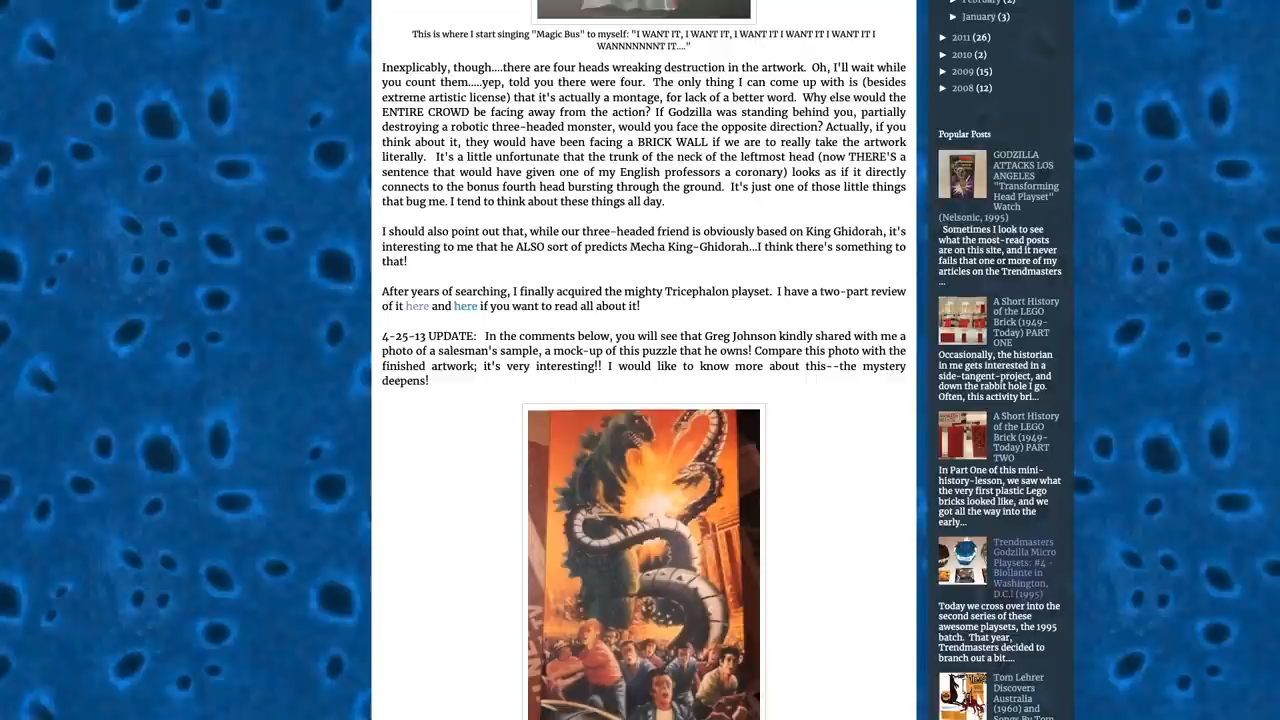 This is where I start singing "Magic Bus" to myself: "I WANT IT, I WANT IT, I WANT IT I WANT IT I WANT IT I
WANNNNNNT IT...."
Inexplicably, though....there are four heads wreaking destruction in the artwork. Oh, I'll wait while
you count them.....yep, told you there were four. The only thing I can come up with is (besides
extreme artistic license) that it's actually a montage, for lack of a better word. Why else would the
ENTIRE CROWD be facing away from the action? If Godzilla was standing behind you, partially
destroying a robotic three-headed monster, would you face the opposite direction? Actually, if you
think about it, they would have been facing a BRICK WALL if we are to really take the artwork
literally. It's a little unfortunate that the trunk of the neck of the leftmost head (now THERE'S a
sentence that would have given one of my English professors a coronary) looks as if it directly
connects to the bonus fourth head bursting through the ground. It's just one of those little things
that bug me. I tend to think about these things all day.
I should also point out that, while our three-headed friend is obviously based on King Ghidorah, it's
interesting to me that he ALSO sort of predicts Mecha King-Ghidorah...I think there's something to
that!
After years of searching, I finally acquired the mighty Tricephalon playset. I have a two-part review
of it here and here if you want to read all about it!
4-25-13 UPDATE: In the comments below, you will see that Greg Johnson kindly shared with me a
photo of a salesman's sample, a mock-up of this puzzle that he owns! Compare this photo with the
finished artwork; it's very interesting!! I would like to know more about this--the mystery
deepens!
► February (2)
► January (3)
► 2011 (26)
► 2010 (2)
► 2009 (15)
► 2008 (12)
Popular Posts
GODZILLA
ATTACKS LOS
ANGELES
"Transforming
Head Playset"
Watch
(Nelsonic, 1995)
Sometimes I look to see
what the most-read posts
are on this site, and it never
fails that one or more of my
articles on the Trendmasters
...
A Short History
of the LEGO
Brick (1949-
Today) PART
ONE
Occasionally, the historian
in me gets interested in a
side-tangent-project, and
down the rabbit hole I go.
Often, this activity bri...
A Short History
of the LEGO
Brick (1949-
Today) PART
TWO
In Part One of this mini-
history-lesson, we saw what
the very first plastic Lego
bricks looked like, and we
got all the way into the
early...
Trendmasters
Godzilla Micro
Playsets: #4 -
Biollante in
Washington,
D.C.! (1995)
Today we cross over into the
second series of these
awesome playsets, the 1995
batch. That year,
Trendmasters decided to
branch out a bit....
Tom Lehrer
Discovers
Australia
(1960) and
Songs By Tom